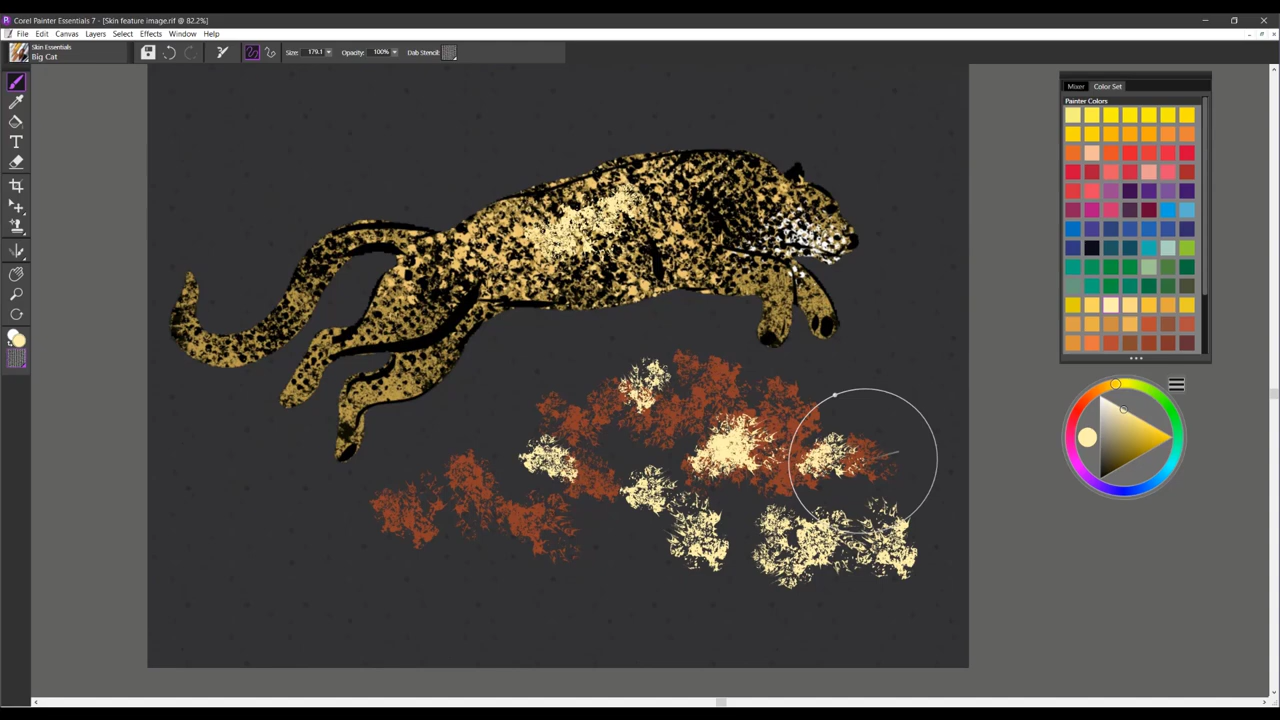 Corel Painter Essentials 7 - [Skin feature image.rif @ 82.2%]
File Edit Canvas Layers Select Effects Window Help
Skin Essentials
Big Cat
Size: 179.1 Opacity: 100% Dab Stencil:
Mixer Color Set
Painter Colors